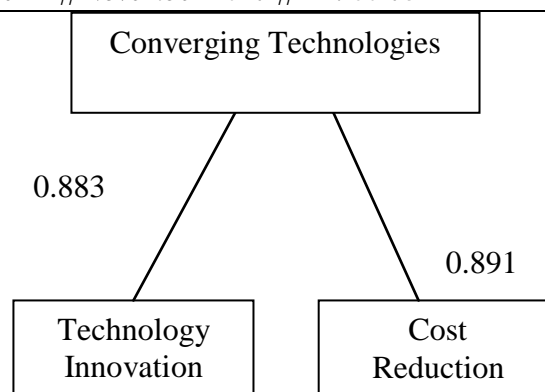 Converging Technologies
0.883
0.891
Technology
Innovation
Cost
Reduction